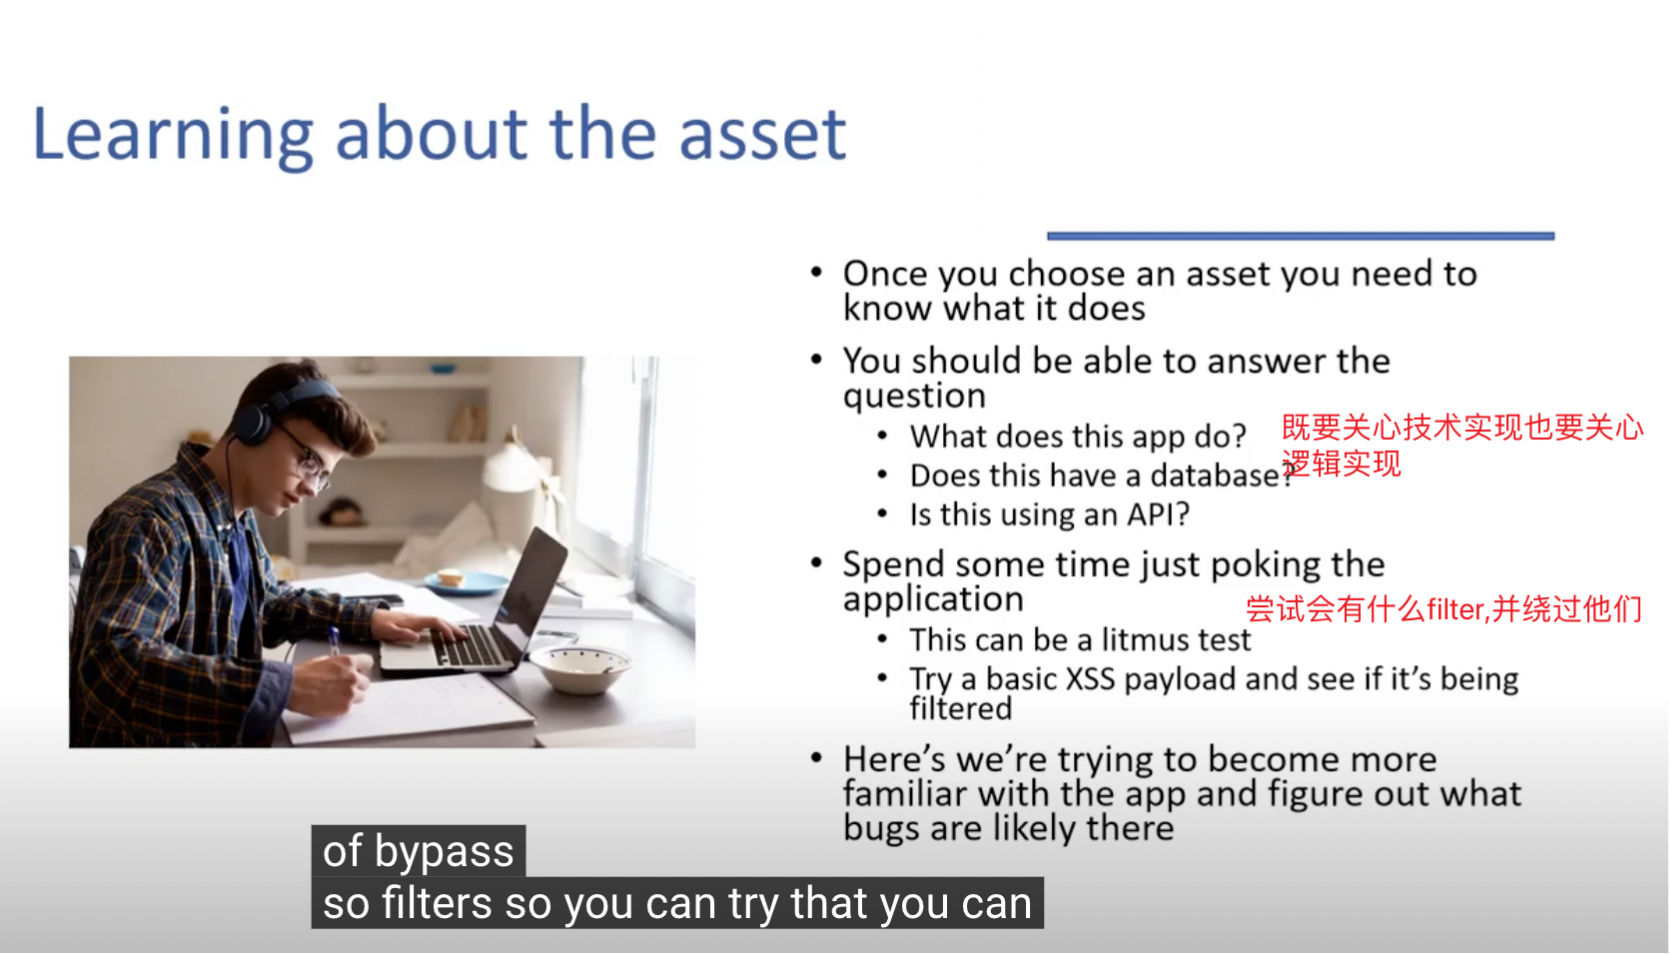 Learning about the asset
• Once you choose an asset you need to
know what it does
• You should be able to answer the
question
• What does this app do?
• Does this have a database?
• Is this using an API?
既要关心技术实现也要关心
逻辑实现
• Spend some time just poking the
application
尝试会有什么filter,并绕过他们
• This can be a litmus test
• Try a basic XSS payload and see if it’s being
filtered
• Here’s we’re trying to become more
familiar with the app and figure out what
bugs are likely there
of bypass
so filters so you can try that you can